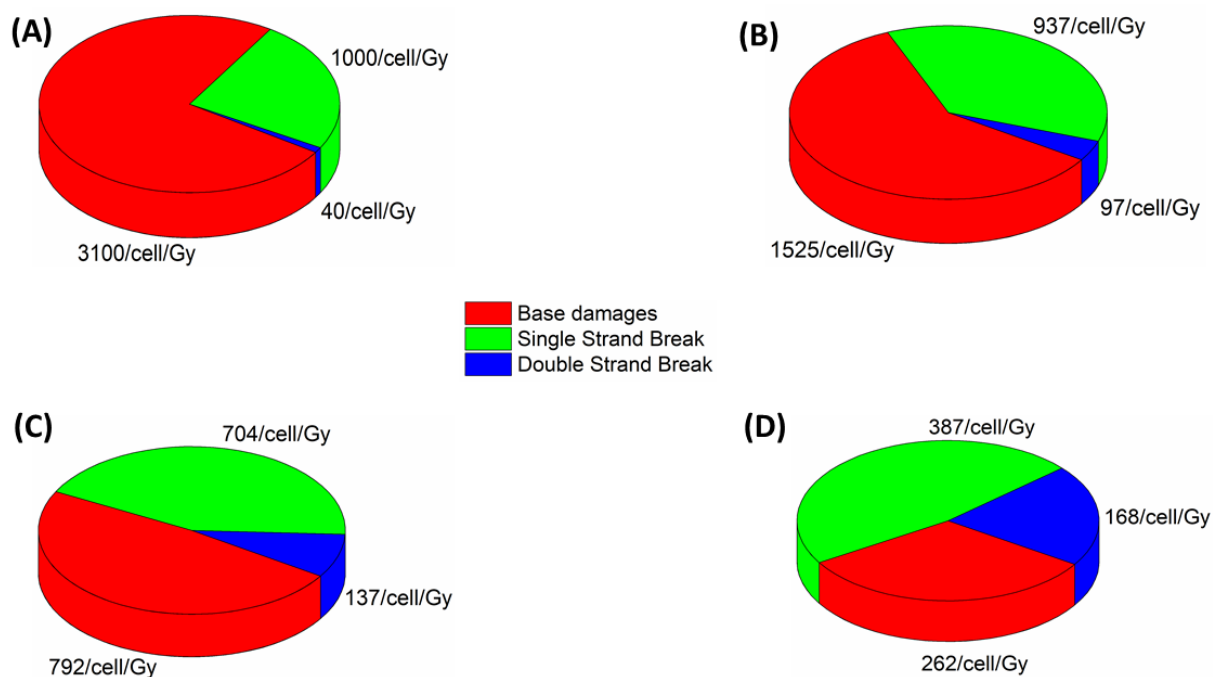 (A)
1000/cell/Gy
40/cell/Gy
3100/cell/Gy
(B)
937/cell/Gy
97/cell/Gy
1525/cell/Gy
Base damages
Single Strand Break
Double Strand Break
(C)
704/cell/Gy
137/cell/Gy
792/cell/Gy
(D)
387/cell/Gy
168/cell/Gy
262/cell/Gy